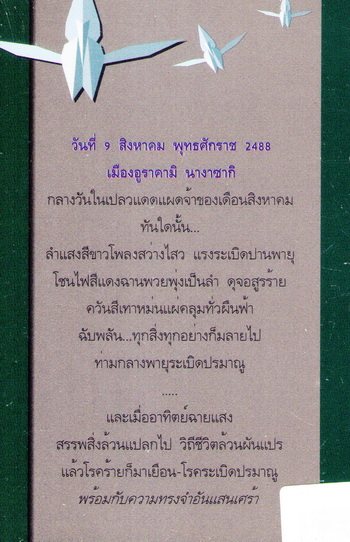 วันที่ 9 สิงหาคม พุทธศักราช 2488
เมืองอูราคามิ นางาซากิ
กลางวันในเปลวแดดแผดจ้าของเดือนสิงหาคม
ทันใดนั้น...
ลำแสงสีขาวโพลงสว่างไสว แรงระเบิดปานพายุ
โชนไฟสีแดงฉานพวยพุ่งเป็นลำ ดุจอสูรร้าย
ควันสีเทาหม่นแผ่คลุมทั่วผืนฟ้า
ฉับพลัน...ทุกสิ่งทุกอย่างก็มลายไป
ท่ามกลางพายุระเบิดปรมาณู
.....
และเมื่ออาทิตย์ฉายแสง
สรรพสิ่งล้วนแปลกไป วิถีชีวิตล้วนผันแปร
แล้วโรคร้ายก็มาเยือน-โรคระเบิดปรมาณู
พร้อมกับความทรงจำอันแสนเศร้า